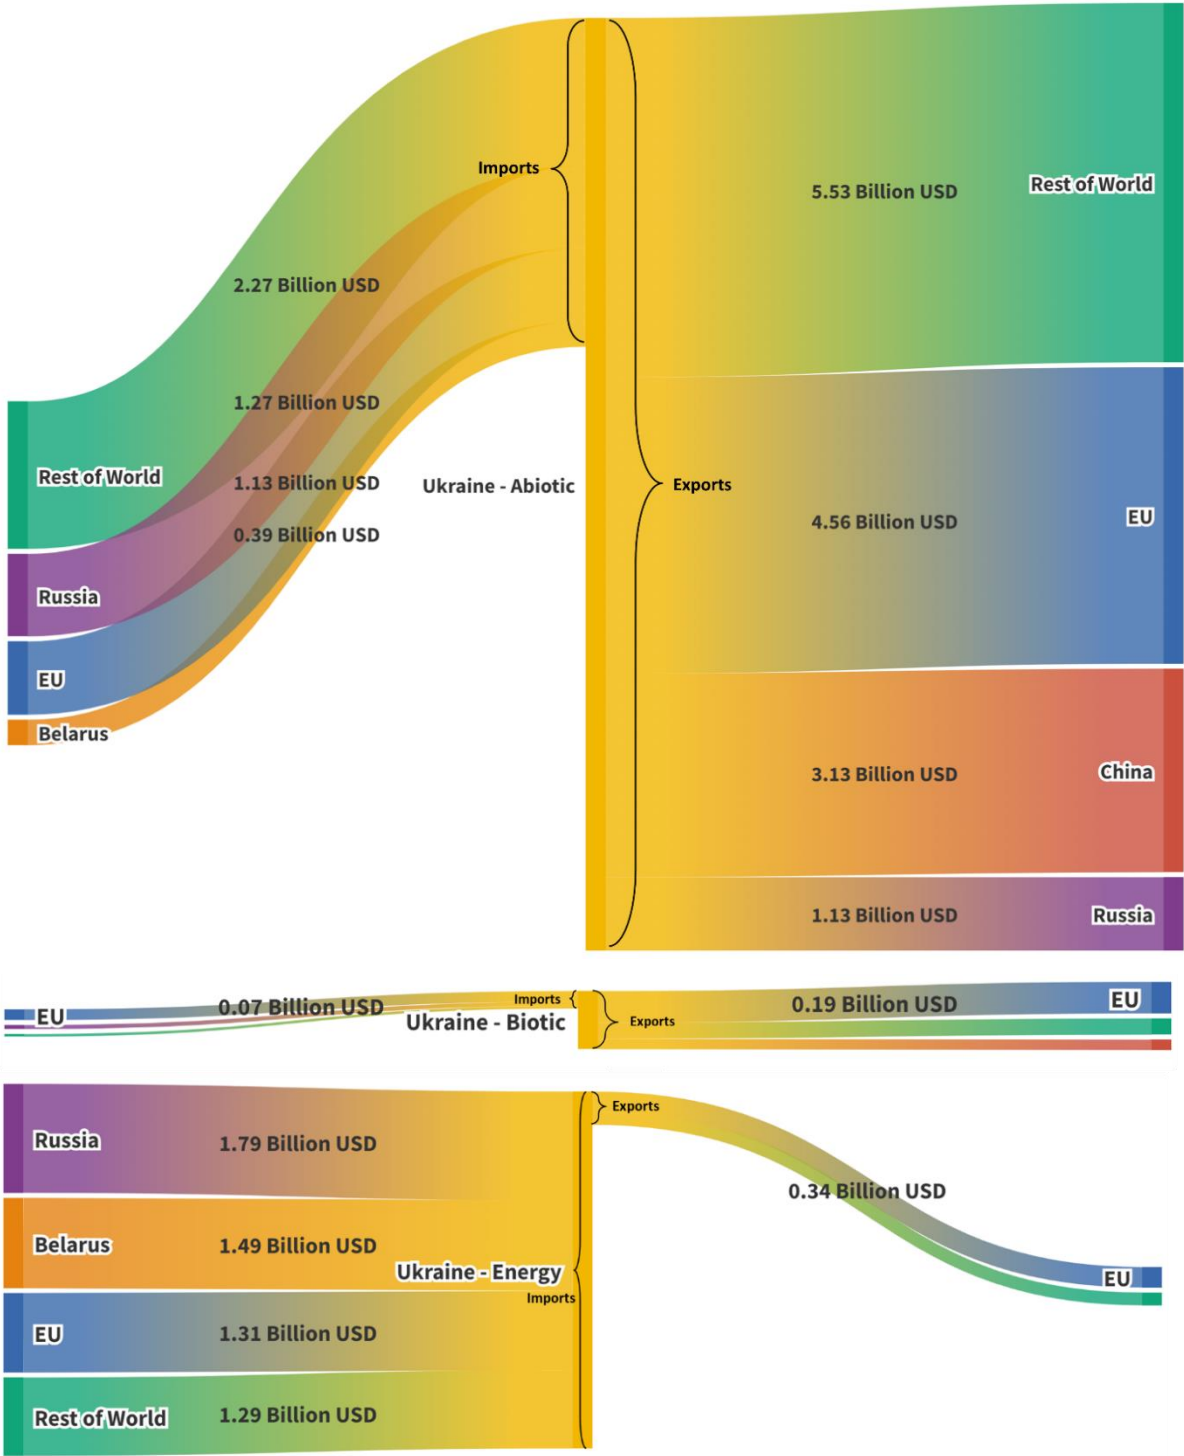 Imports
5.53 Billion USD
Rest of World
2.27 Billion USD
1.27 Billion USD
Rest of World
1.13 Billion USD
Ukraine - Abiotic
Exports
0.39 Billion USD
4.56 Billion USD
EU
Russia
EU
Belarus
3.13 Billion USD
China
1.13 Billion USD
Russia
EU
0.07 Billion USD
Imports
Ukraine - Biotic
Exports
0.19 Billion USD
EU
Russia
1.79 Billion USD
Exports
0.34 Billion USD
Belarus
1.49 Billion USD
Ukraine - Energy
Imports
EU
EU
1.31 Billion USD
Rest of World
1.29 Billion USD